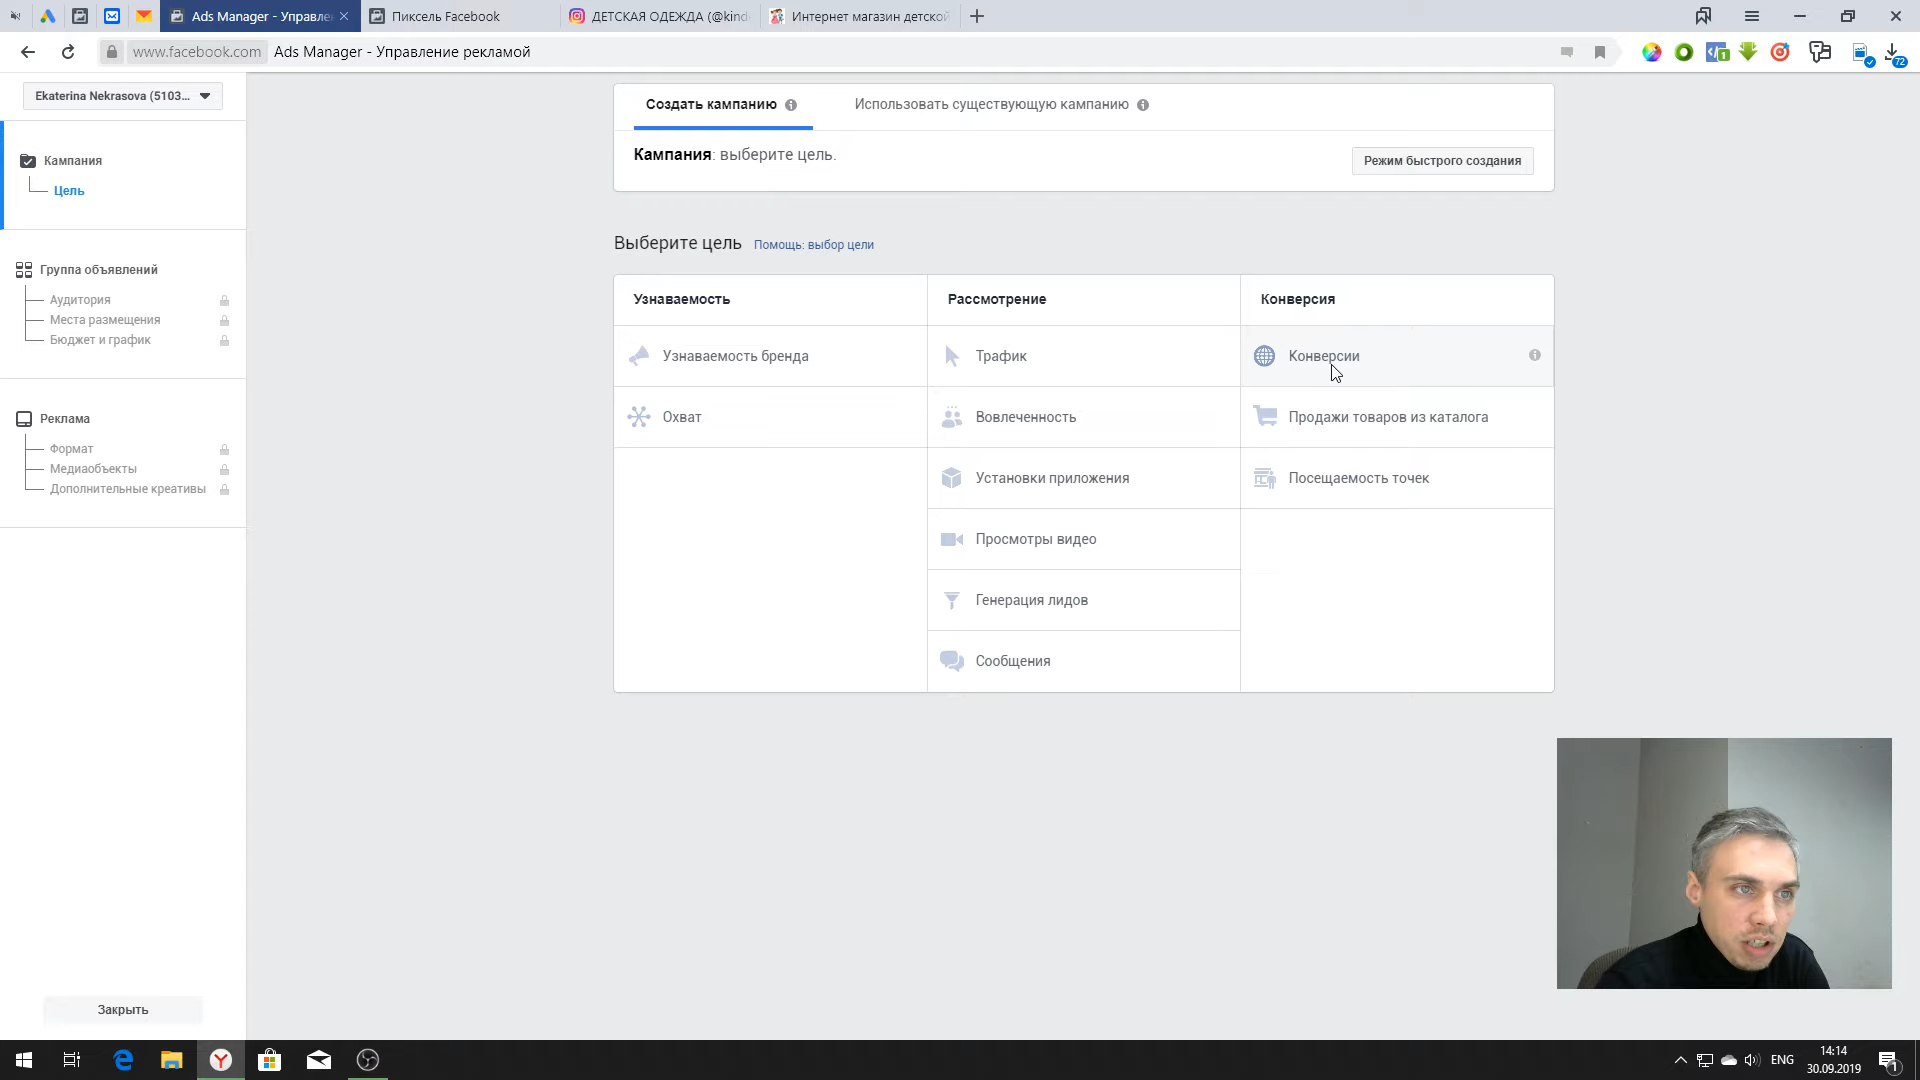 Ads Manager - Управле
Пиксель Facebook
ДЕТСКАЯ ОДЕЖДА (@kind
Интернет магазин детской
www.facebook.com
Ads Manager - Управление рекламой
1
72
Ekaterina Nekrasova (5103...
Кампания
Цель
Группа объявлений
Аудитория
Места размещения
Бюджет и график
Реклама
Формат
Медиаобъекты
Дополнительные креативы
Закрыть
Создать кампанию
Использовать существующую кампанию
Кампания: выберите цель.
Режим быстрого создания
Выберите цель
Помощь: выбор цели
Узнаваемость
Рассмотрение
Конверсия
Узнаваемость бренда
Трафик
Конверсии
Охват
Вовлеченность
Продажи товаров из каталога
Установки приложения
Посещаемость точек
Просмотры видео
Генерация лидов
Сообщения
ENG
14:14
30.09.2019
1